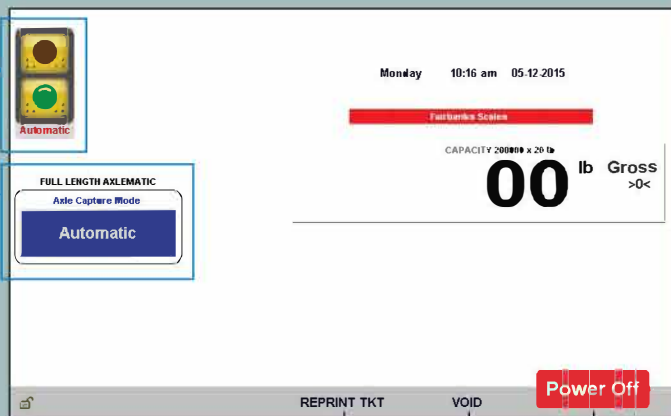 Automatic
Monday 10:16 am 05-12-2015
Fairbanks Scales
CAPACITY 200000 x 20 lb
00 lb Gross
>0<
FULL LENGTH AXLEMATIC
Axle Capture Mode
Automatic
Power Off
REPRINT TKT VOID